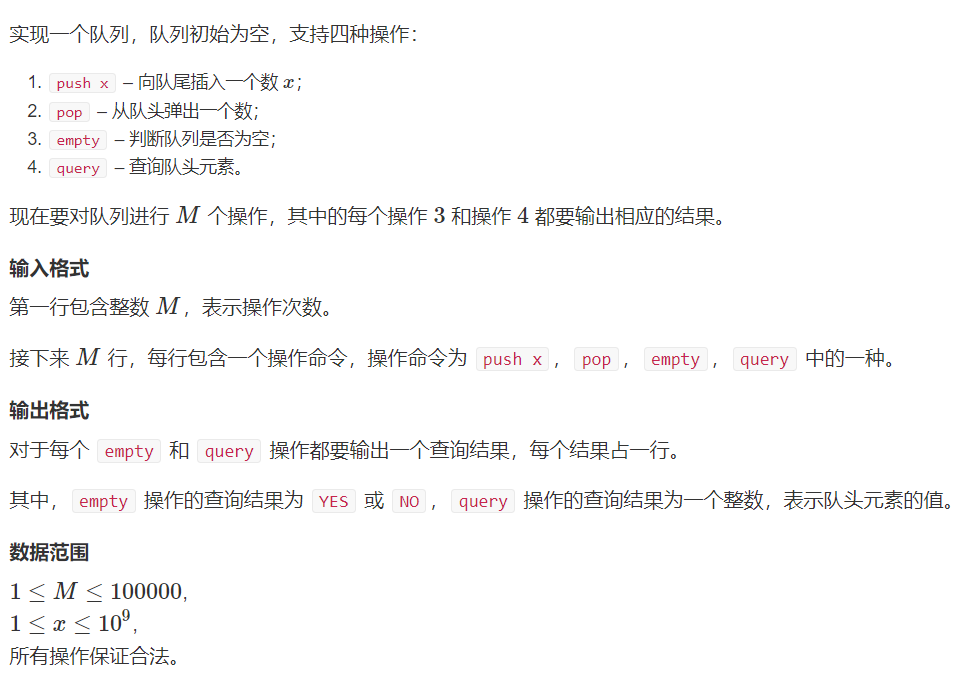 实现一个队列，队列初始为空，支持四种操作：
1. push x – 向队尾插入一个数 x；
2. pop – 从队头弹出一个数；
3. empty – 判断队列是否为空；
4. query – 查询队头元素。
现在要对队列进行 M 个操作，其中的每个操作 3 和操作 4 都要输出相应的结果。
输入格式
第一行包含整数 M，表示操作次数。
接下来 M 行，每行包含一个操作命令，操作命令为 push x， pop， empty， query 中的一种。
输出格式
对于每个 empty 和 query 操作都要输出一个查询结果，每个结果占一行。
其中， empty 操作的查询结果为 YES 或 NO， query 操作的查询结果为一个整数，表示队头元素的值。
数据范围
1 ≤ M ≤ 100000,
1 ≤ x ≤ 10⁹,
所有操作保证合法。